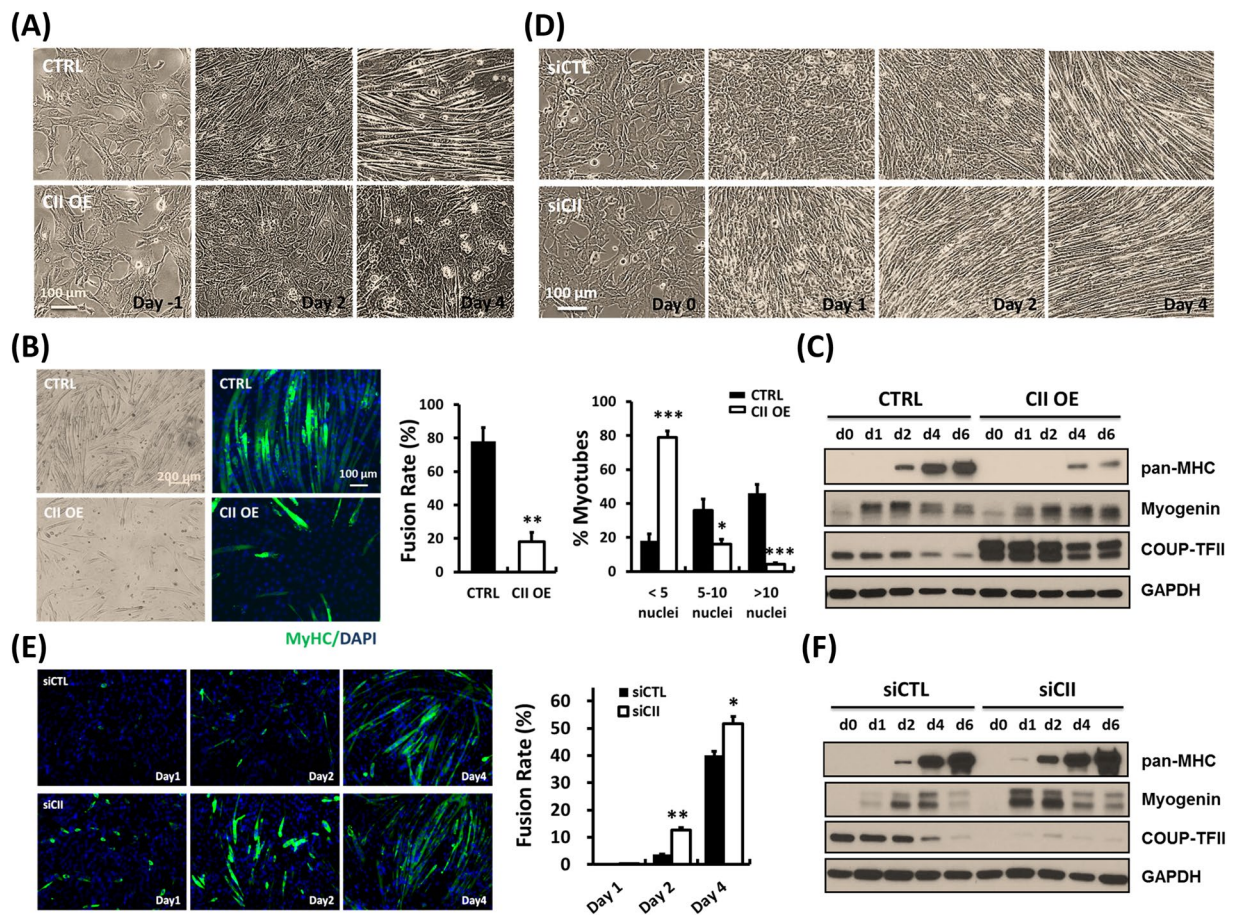 (A)
CTRL
CII OE
100 µm
Day -1
Day 2
Day 4
(D)
siCTL
siCII
100 µm
Day 0
Day 1
Day 2
Day 4
(B)
CTRL
200 µm
CII OE
CTRL
100 µm
CII OE
MyHC/DAPI
Fusion Rate (%)
100
80
60
40
20
0
**
CTRL CII OE
% Myotubes
100
80
60
40
20
0
CTRL
CII OE
***
*
***
< 5 5-10 >10
nuclei nuclei nuclei
(C)
CTRL CII OE
d0 d1 d2 d4 d6 d0 d1 d2 d4 d6
pan-MHC
Myogenin
COUP-TFII
GAPDH
(E)
siCTL
Day1
Day2
Day4
siCII
Day1
Day2
Day4
Fusion Rate (%)
60
50
40
30
20
10
0
siCTL
siCII
**
*
Day 1 Day 2 Day 4
(F)
siCTL siCII
d0 d1 d2 d4 d6 d0 d1 d2 d4 d6
pan-MHC
Myogenin
COUP-TFII
GAPDH